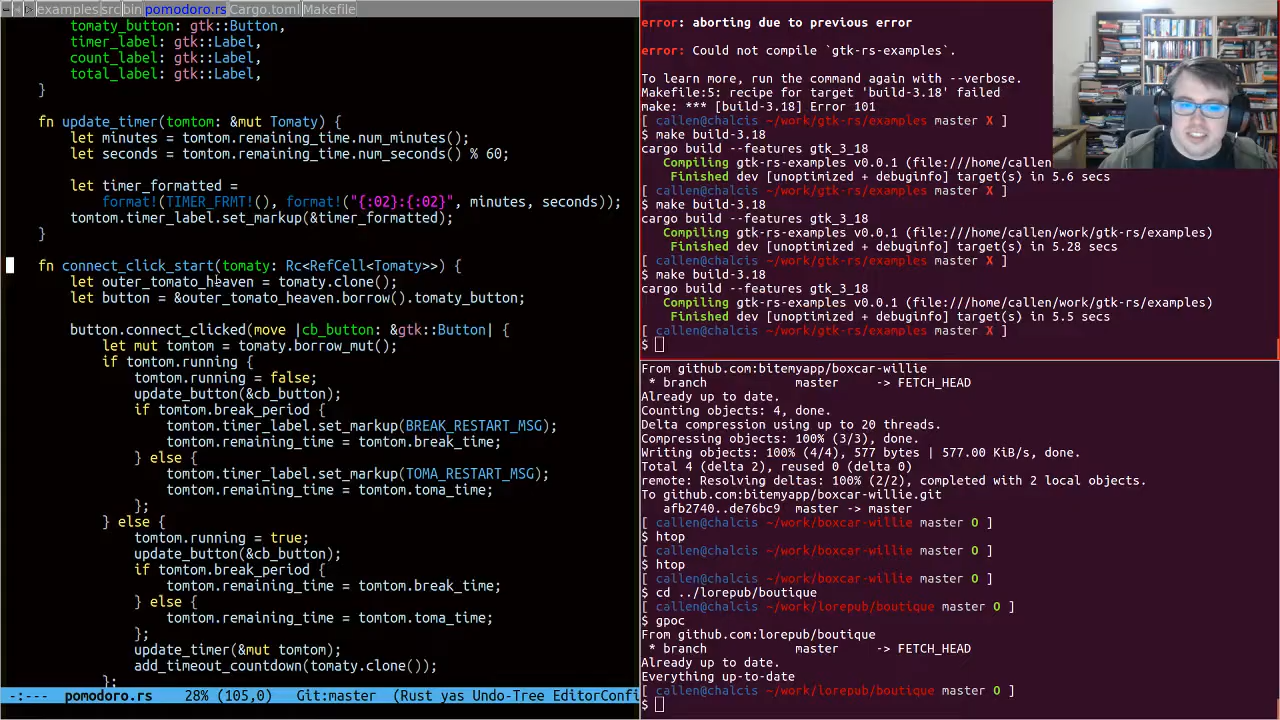 examples src bin pomodoro.rs Cargo.toml Makefile
tomaty_button: gtk::Button,
timer_label: gtk::Label,
count_label: gtk::Label,
total_label: gtk::Label,
}
fn update_timer(tomtom: &mut Tomaty) {
let minutes = tomtom.remaining_time.num_minutes();
let seconds = tomtom.remaining_time.num_seconds() % 60;
let timer_formatted =
format!(TIMER_FRMT!(), format!("{:02}:{:02}", minutes, seconds));
tomtom.timer_label.set_markup(&timer_formatted);
}
fn connect_click_start(tomaty: Rc<RefCell<Tomaty>>) {
let outer_tomato_heaven = tomaty.clone();
let button = &outer_tomato_heaven.borrow().tomaty_button;
button.connect_clicked(move |cb_button: &gtk::Button| {
let mut tomtom = tomaty.borrow_mut();
if tomtom.running {
tomtom.running = false;
update_button(&cb_button);
if tomtom.break_period {
tomtom.timer_label.set_markup(BREAK_RESTART_MSG);
tomtom.remaining_time = tomtom.break_time;
} else {
tomtom.timer_label.set_markup(TOMA_RESTART_MSG);
tomtom.remaining_time = tomtom.toma_time;
};
} else {
tomtom.running = true;
update_button(&cb_button);
if tomtom.break_period {
tomtom.remaining_time = tomtom.break_time;
} else {
tomtom.remaining_time = tomtom.toma_time;
};
update_timer(&mut tomtom);
add_timeout_countdown(tomaty.clone());
};
-:--- pomodoro.rs 28% (105,0) Git:master (Rust yas Undo-Tree EditorConfi
error: aborting due to previous error
error: Could not compile `gtk-rs-examples`.
To learn more, run the command again with --verbose.
Makefile:5: recipe for target 'build-3.18' failed
make: *** [build-3.18] Error 101
[ callen@chalcis ~/work/gtk-rs/examples master X ]
$ make build-3.18
cargo build --features gtk_3_18
Compiling gtk-rs-examples v0.0.1 (file:///home/callen/
Finished dev [unoptimized + debuginfo] target(s) in 5.6 secs
[ callen@chalcis ~/work/gtk-rs/examples master X ]
$ make build-3.18
cargo build --features gtk_3_18
Compiling gtk-rs-examples v0.0.1 (file:///home/callen/work/gtk-rs/examples)
Finished dev [unoptimized + debuginfo] target(s) in 5.28 secs
[ callen@chalcis ~/work/gtk-rs/examples master X ]
$ make build-3.18
cargo build --features gtk_3_18
Compiling gtk-rs-examples v0.0.1 (file:///home/callen/work/gtk-rs/examples)
Finished dev [unoptimized + debuginfo] target(s) in 5.5 secs
[ callen@chalcis ~/work/gtk-rs/examples master X ]
$
From github.com:bitemyapp/boxcar-willie
* branch master -> FETCH_HEAD
Already up to date.
Counting objects: 4, done.
Delta compression using up to 20 threads.
Compressing objects: 100% (3/3), done.
Writing objects: 100% (4/4), 577 bytes | 577.00 KiB/s, done.
Total 4 (delta 2), reused 0 (delta 0)
remote: Resolving deltas: 100% (2/2), completed with 2 local objects.
To github.com:bitemyapp/boxcar-willie.git
afb2740..de76bc9 master -> master
[ callen@chalcis ~/work/boxcar-willie master O ]
$ htop
[ callen@chalcis ~/work/boxcar-willie master O ]
$ htop
[ callen@chalcis ~/work/boxcar-willie master O ]
$ cd ../lorepub/boutique
[ callen@chalcis ~/work/lorepub/boutique master O ]
$ gpoc
From github.com:lorepub/boutique
* branch master -> FETCH_HEAD
Already up to date.
Everything up-to-date
[ callen@chalcis ~/work/lorepub/boutique master O ]
$